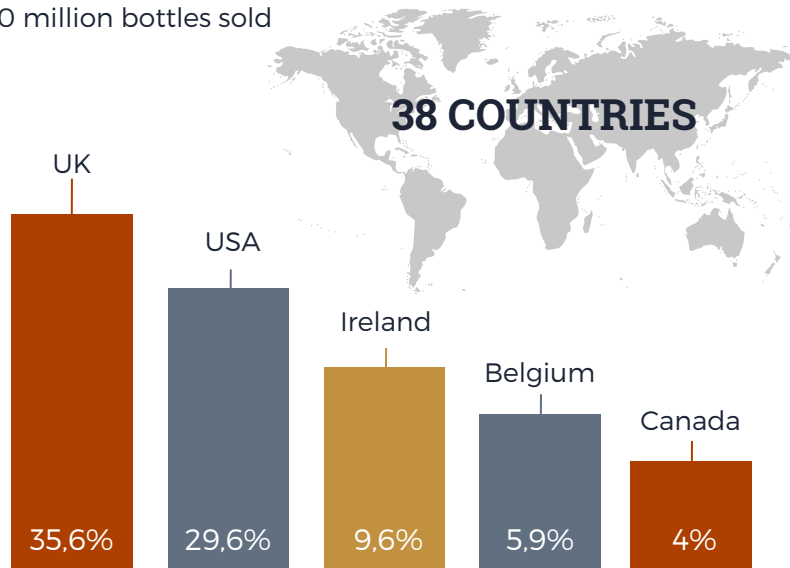 0 million bottles sold
38 COUNTRIES
UK
USA
Ireland
Belgium
Canada
35,6%
29,6%
9,6%
5,9%
4%